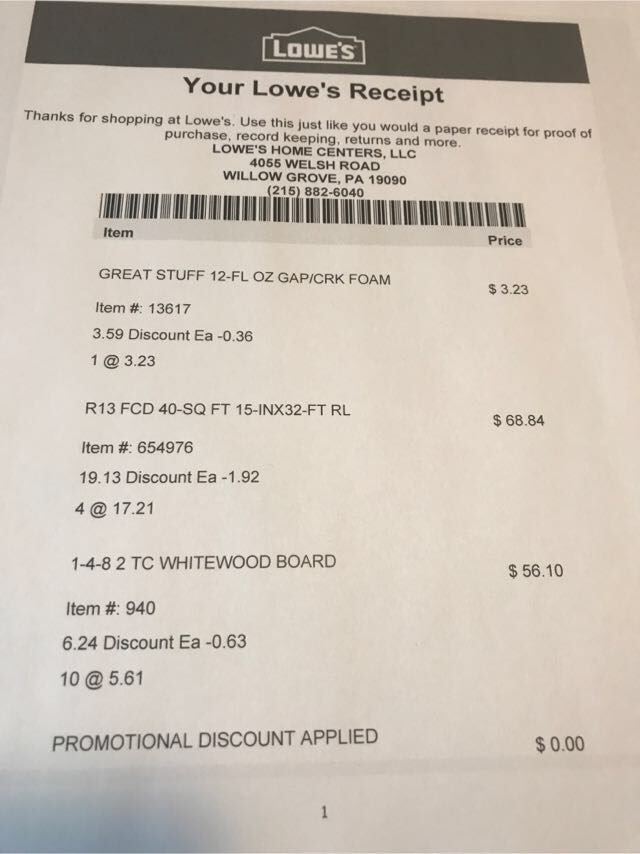 LOWE'S
Your Lowe's Receipt
Thanks for shopping at Lowe's. Use this just like you would a paper receipt for proof of
purchase, record keeping, returns and more.
LOWE'S HOME CENTERS, LLC
4055 WELSH ROAD
WILLOW GROVE, PA 19090
(215) 882-6040
Item Price
GREAT STUFF 12-FL OZ GAP/CRK FOAM $ 3.23
Item #: 13617
3.59 Discount Ea -0.36
1 @ 3.23
R13 FCD 40-SQ FT 15-INX32-FT RL $ 68.84
Item #: 654976
19.13 Discount Ea -1.92
4 @ 17.21
1-4-8 2 TC WHITEWOOD BOARD $ 56.10
Item #: 940
6.24 Discount Ea -0.63
10 @ 5.61
PROMOTIONAL DISCOUNT APPLIED $ 0.00
1